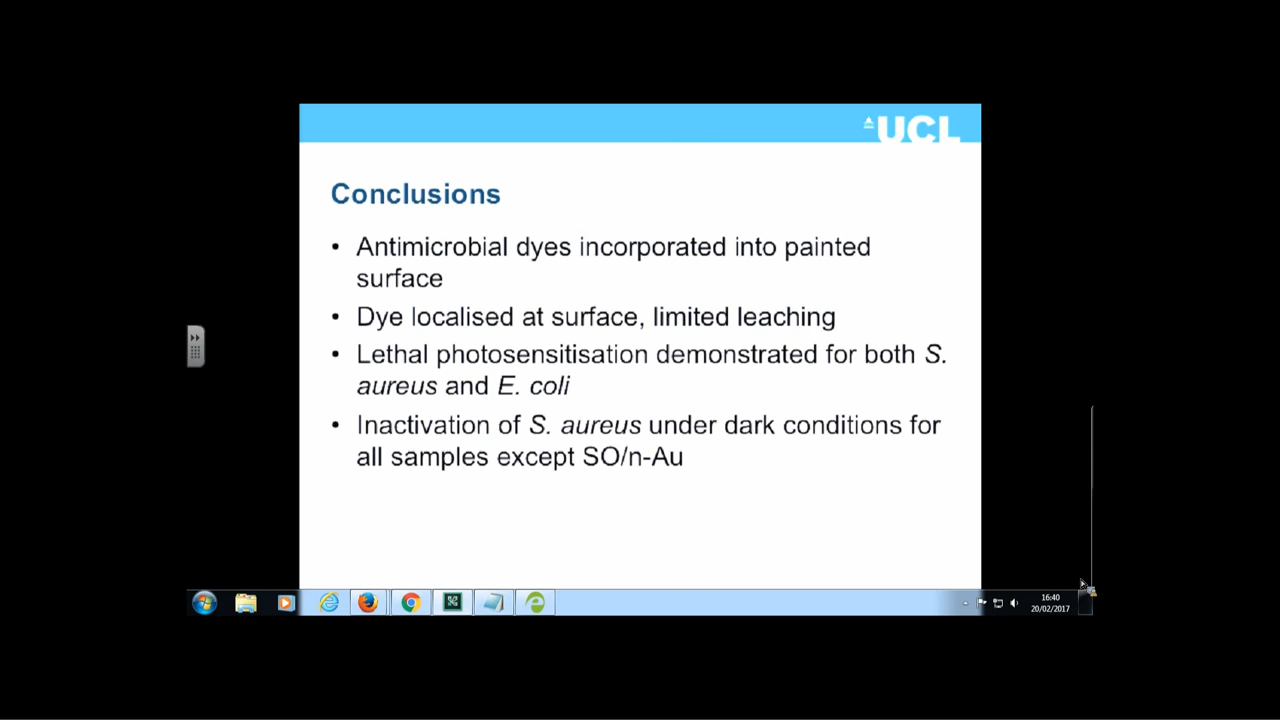 UCL
Conclusions
• Antimicrobial dyes incorporated into painted
surface
• Dye localised at surface, limited leaching
• Lethal photosensitisation demonstrated for both S.
aureus and E. coli
• Inactivation of S. aureus under dark conditions for
all samples except SO/n-Au
16:40
20/02/2017